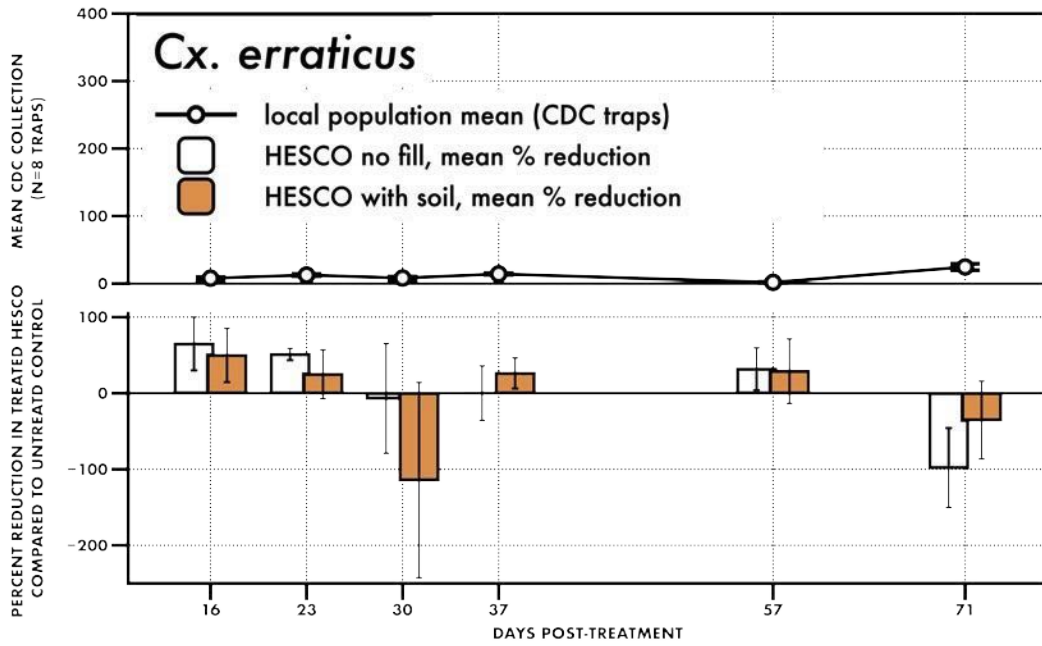 400
300
200
100
0
MEAN CDC COLLECTION
(N=8 TRAPS)
Cx. erraticus
local population mean (CDC traps)
HESCO no fill, mean % reduction
HESCO with soil, mean % reduction
100
0
-100
-200
PERCENT REDUCTION IN TREATED HESCO
COMPARED TO UNTREATD CONTROL
16 23 30 37 57 71
DAYS POST-TREATMENT